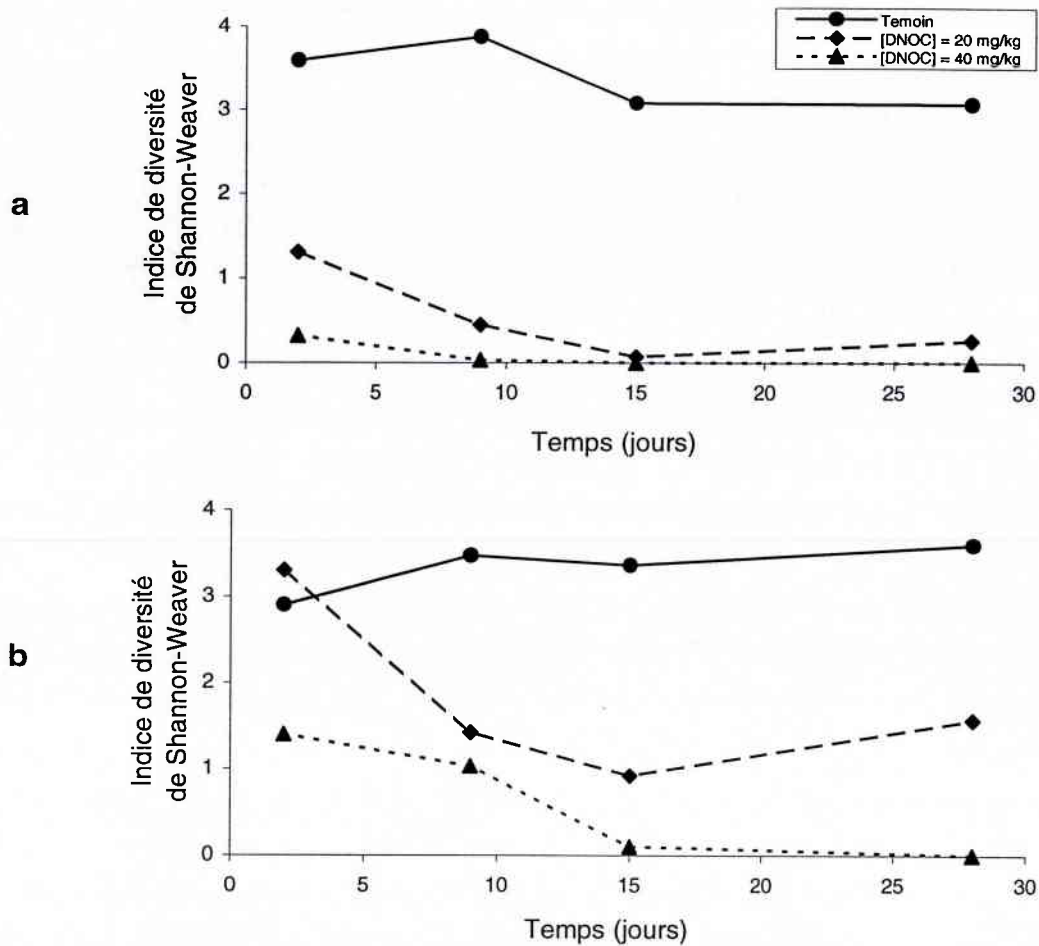 a
Temoin
[DNOC] = 20 mg/kg
[DNOC] = 40 mg/kg
Indice de diversité
de Shannon-Weaver
4
3
2
1
0
0 5 10 15 20 25 30
Temps (jours)
b
Indice de diversité
de Shannon-Weaver
4
3
2
1
0
0 5 10 15 20 25 30
Temps (jours)